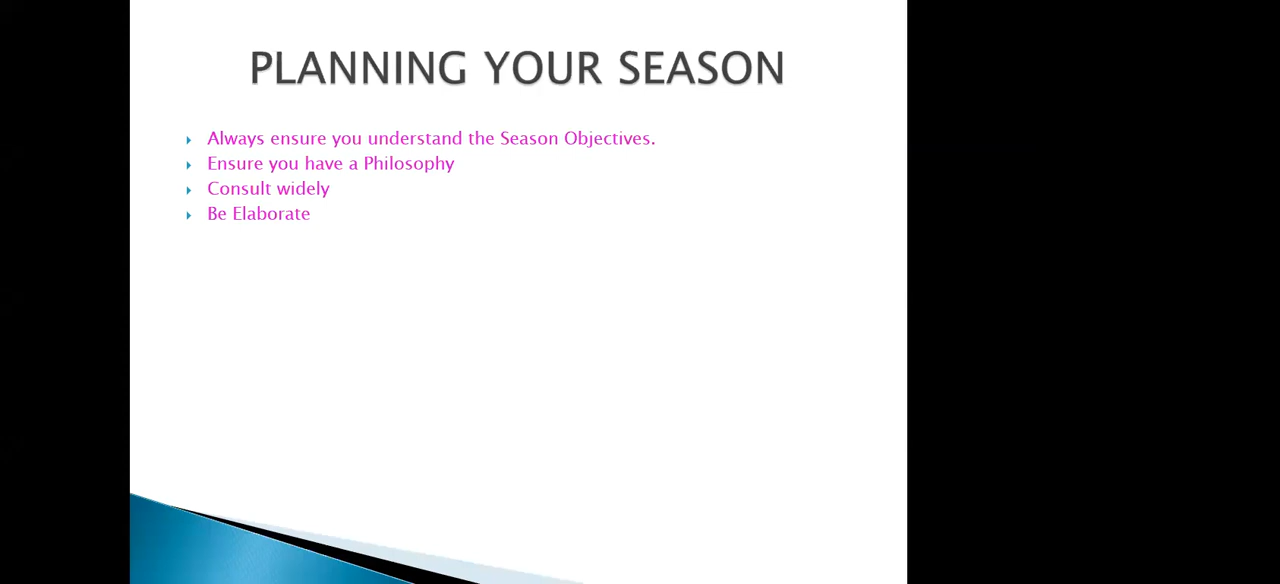 PLANNING YOUR SEASON
Always ensure you understand the Season Objectives.
Ensure you have a Philosophy
Consult widely
Be Elaborate